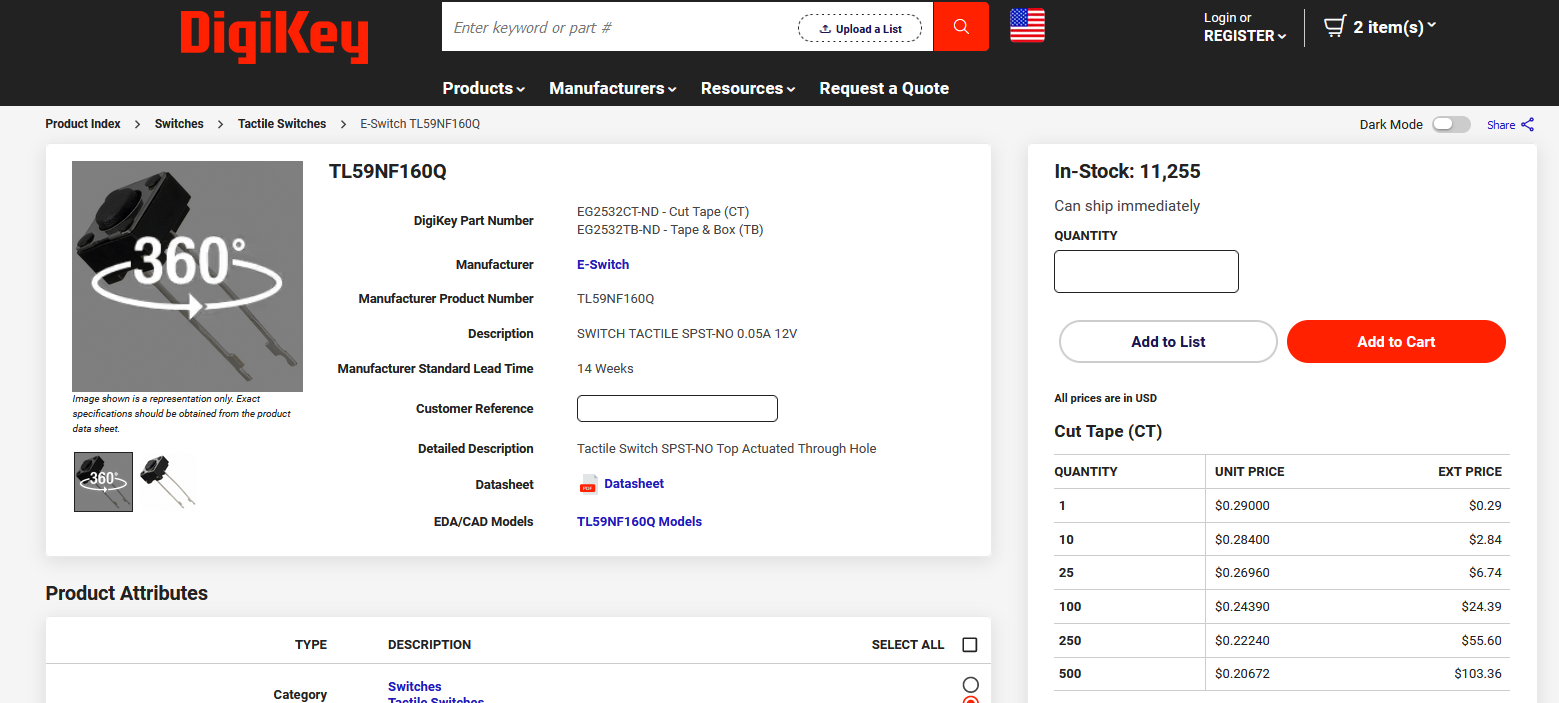 DigiKey
Enter keyword or part #
Upload a List
Login or
REGISTER
2 item(s)
Products
Manufacturers
Resources
Request a Quote
Product Index > Switches > Tactile Switches > E-Switch TL59NF160Q
Dark Mode
Share
360°
Image shown is a representation only. Exact
specifications should be obtained from the product
data sheet.
360°
TL59NF160Q
DigiKey Part Number
EG2532CT-ND - Cut Tape (CT)
EG2532TB-ND - Tape & Box (TB)
Manufacturer
E-Switch
Manufacturer Product Number
TL59NF160Q
Description
SWITCH TACTILE SPST-NO 0.05A 12V
Manufacturer Standard Lead Time
14 Weeks
Customer Reference
Detailed Description
Tactile Switch SPST-NO Top Actuated Through Hole
Datasheet
PDF
Datasheet
EDA/CAD Models
TL59NF160Q Models
Product Attributes
TYPE
DESCRIPTION
SELECT ALL
Category
Switches
Tactile Switches
In-Stock: 11,255
Can ship immediately
QUANTITY
Add to List
Add to Cart
All prices are in USD
Cut Tape (CT)
QUANTITY UNIT PRICE EXT PRICE
1 $0.29000 $0.29
10 $0.28400 $2.84
25 $0.26960 $6.74
100 $0.24390 $24.39
250 $0.22240 $55.60
500 $0.20672 $103.36